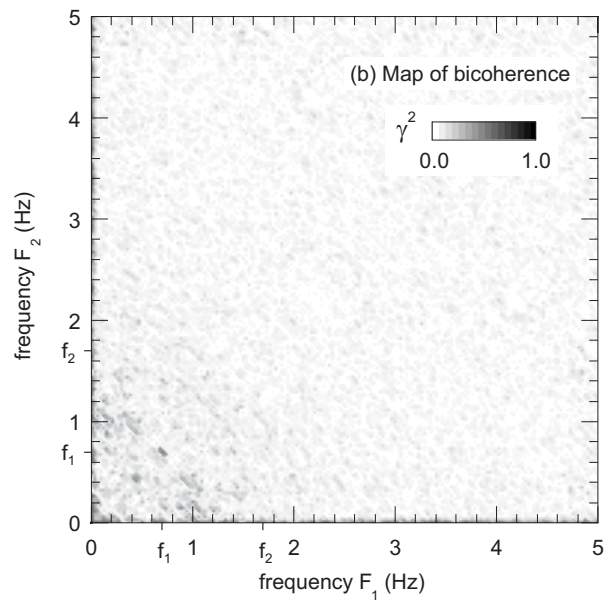 5
(b) Map of bicoherence
γ²
0.0 1.0
4
3
frequency F₂ (Hz)
2
f₂
1
f₁
0
0 f₁ 1 f₂ 2 3 4 5
frequency F₁ (Hz)